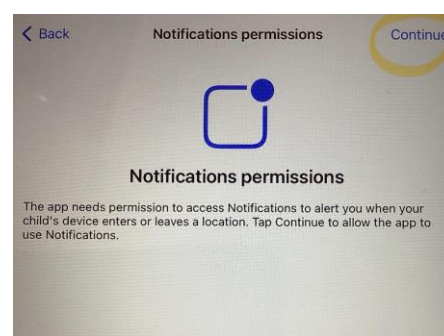 Back Notifications permissions Continue
Notifications permissions
The app needs permission to access Notifications to alert you when your
child's device enters or leaves a location. Tap Continue to allow the app to
use Notifications.